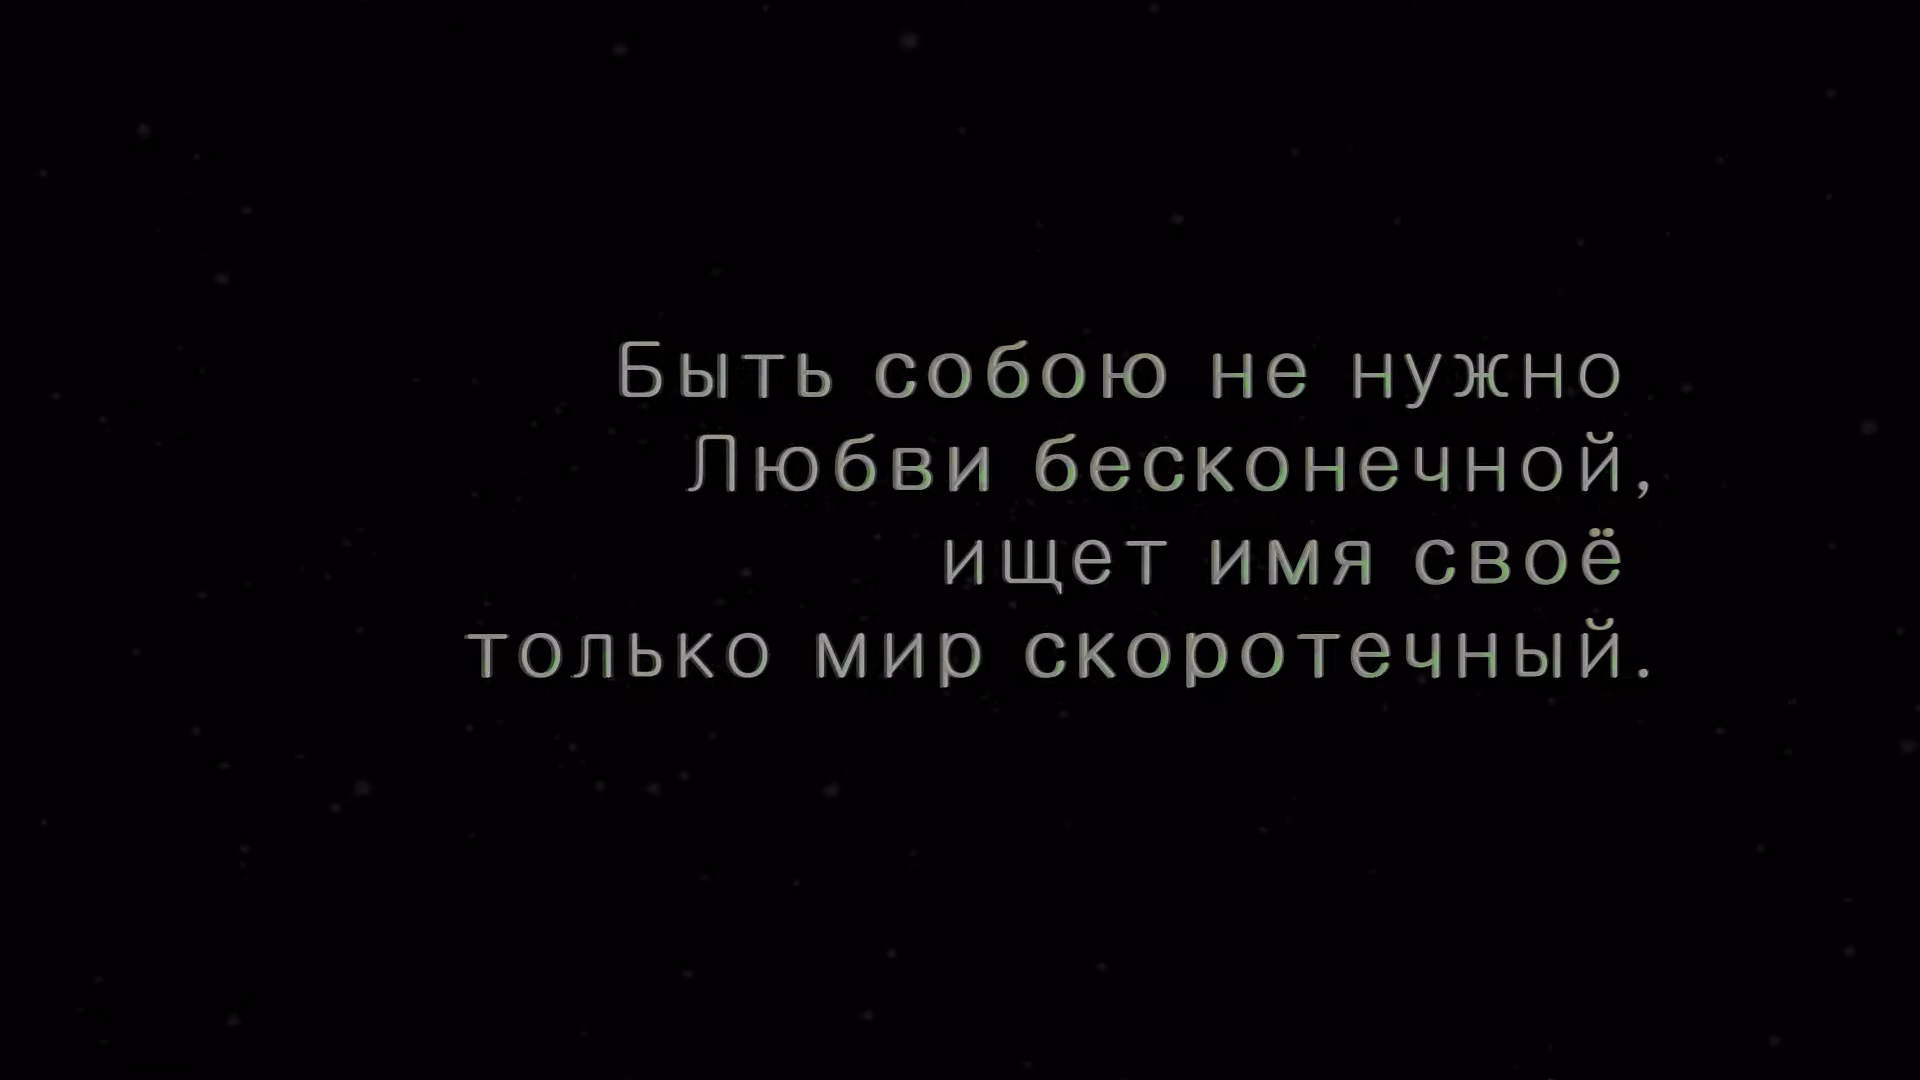 Быть собою не нужно
Любви бесконечной,
ищет имя своё
только мир скоротечный.